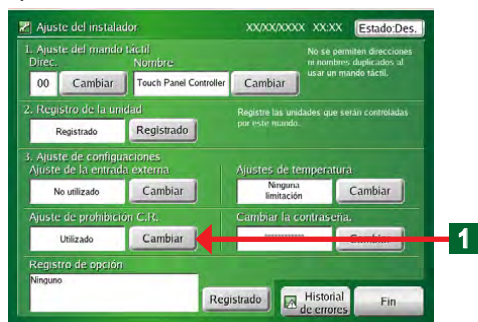 Ajuste del instalador XX/XX/XXXX XX:XX Estado:Des.
1. Ajuste del mando táctil
Direc. Nombre
No se permiten direcciones
ni nombres duplicados al
usar un mando táctil.
00 Cambiar Touch Panel Controller Cambiar
2. Registro de la unidad
Registre las unidades que serán controladas
por este mando.
Registrado Registrado
3. Ajuste de configuaciones
Ajuste de la entrada externa Ajustes de temperatura
No utilizado Cambiar Ninguna
limitación Cambiar
Ajuste de prohibición C.R. Cambiar la contraseña.
Utilizado Cambiar ************ Cambiar
1
Registro de opción
Ninguno
Registrado Historial
de errores Fin